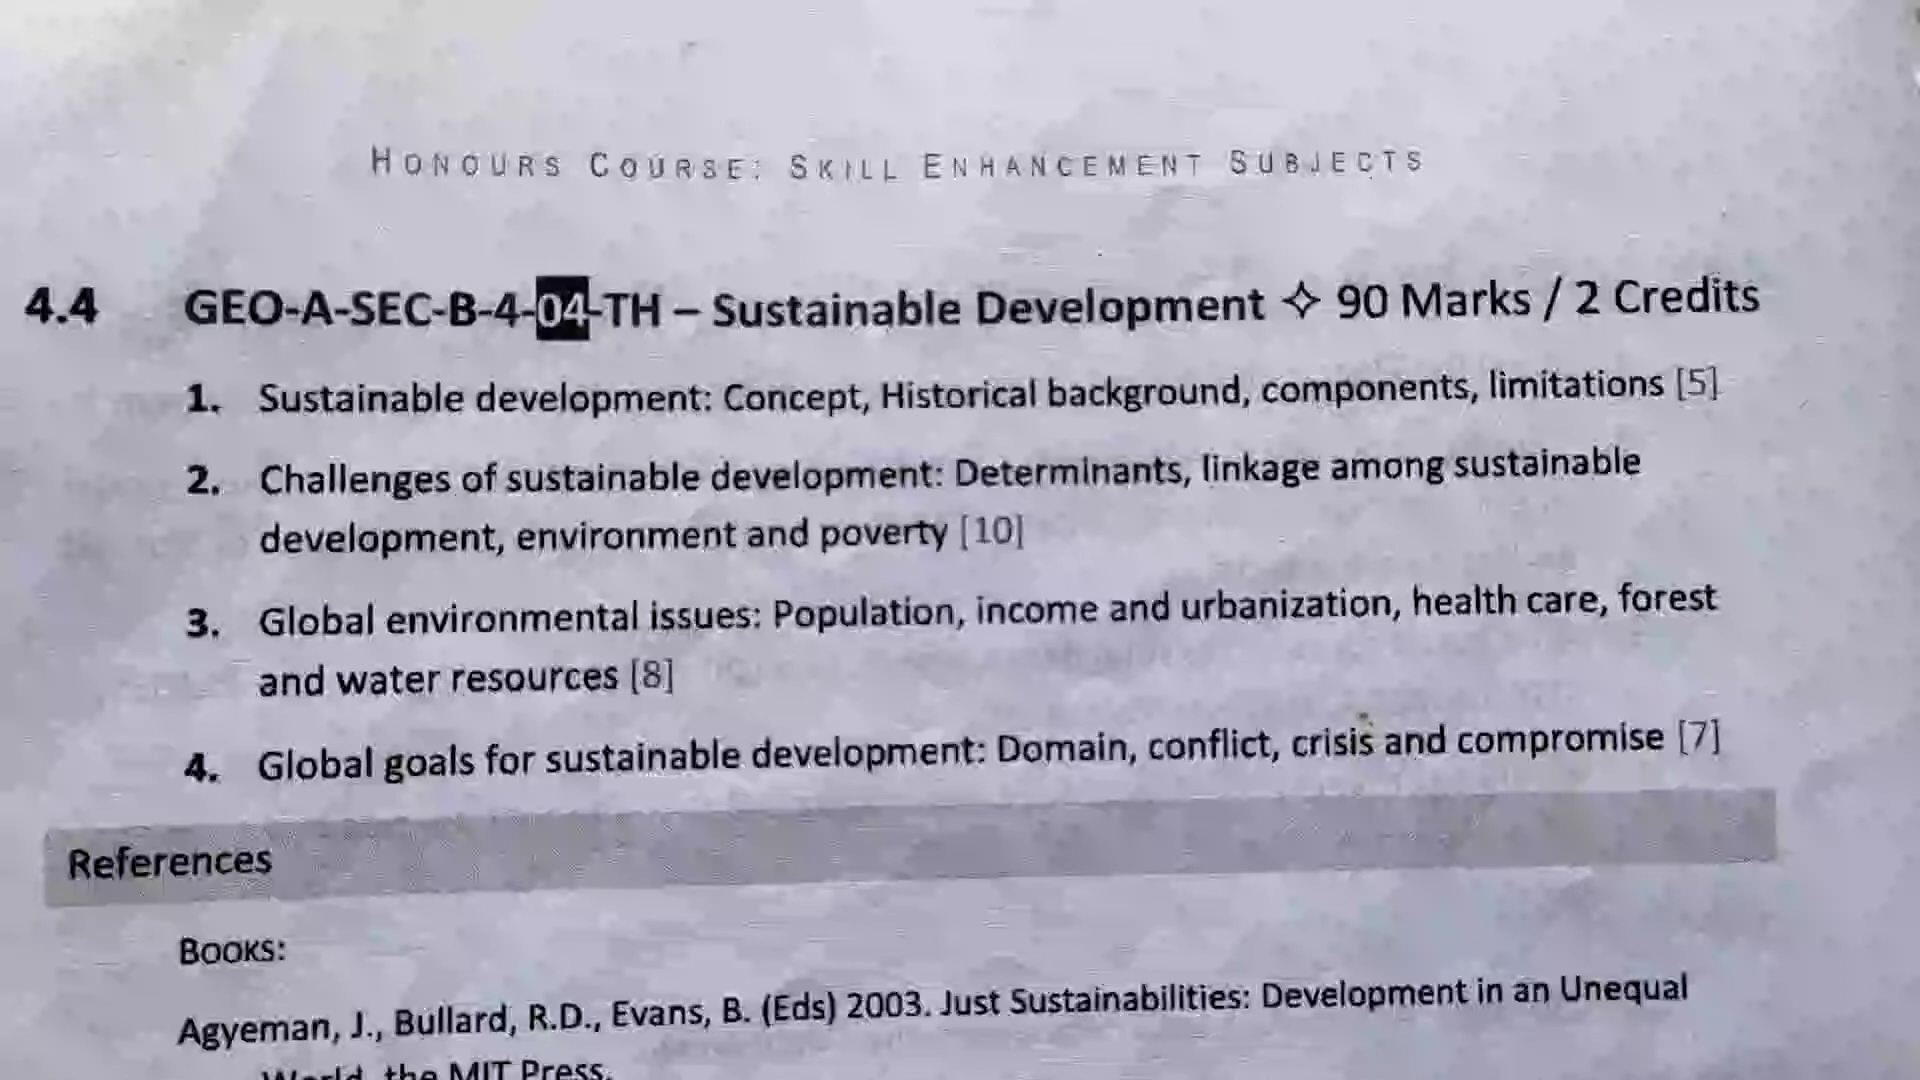 HONOURS COURSE: SKILL ENHANCEMENT SUBJECTS
4.4 GEO-A-SEC-B-4-04-TH – Sustainable Development ✧ 90 Marks / 2 Credits
1. Sustainable development: Concept, Historical background, components, limitations [5]
2. Challenges of sustainable development: Determinants, linkage among sustainable
development, environment and poverty [10]
3. Global environmental issues: Population, income and urbanization, health care, forest
and water resources [8]
4. Global goals for sustainable development: Domain, conflict, crisis and compromise [7]
References
BOOKS:
Agyeman, J., Bullard, R.D., Evans, B. (Eds) 2003. Just Sustainabilities: Development in an Unequal
World, the MIT Press.